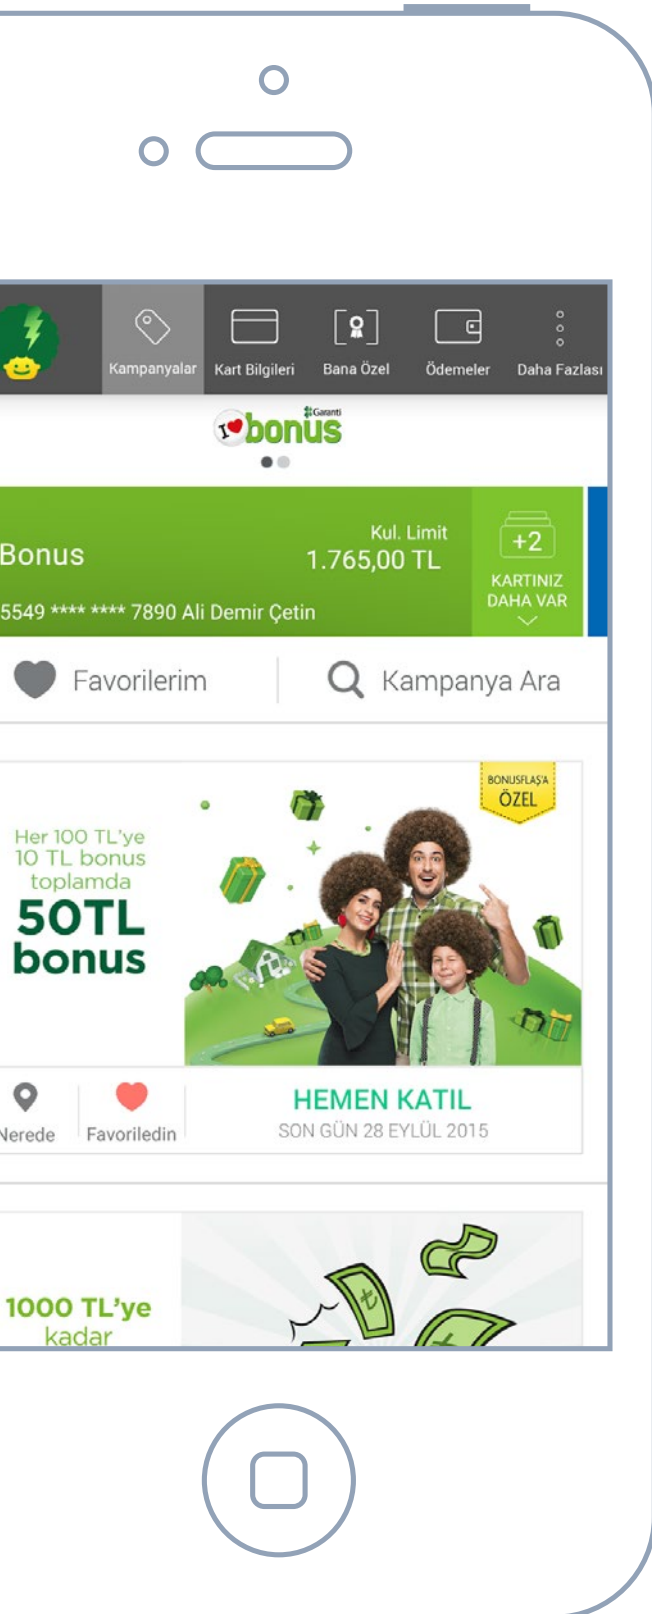 Kampanyalar
Kart Bilgileri
Bana Özel
Ödemeler
Daha Fazlası
I
Garanti
bonus
Bonus
Kul. Limit
1.765,00 TL
+2
KARTINIZ
DAHA VAR
5549 **** **** 7890 Ali Demir Çetin
Favorilerim
Kampanya Ara
BONUSFLAŞ'A
ÖZEL
Her 100 TL'ye
10 TL bonus
toplamda
50TL
bonus
Nerede
Favoriledin
HEMEN KATIL
SON GÜN 28 EYLÜL 2015
1000 TL'ye
kadar